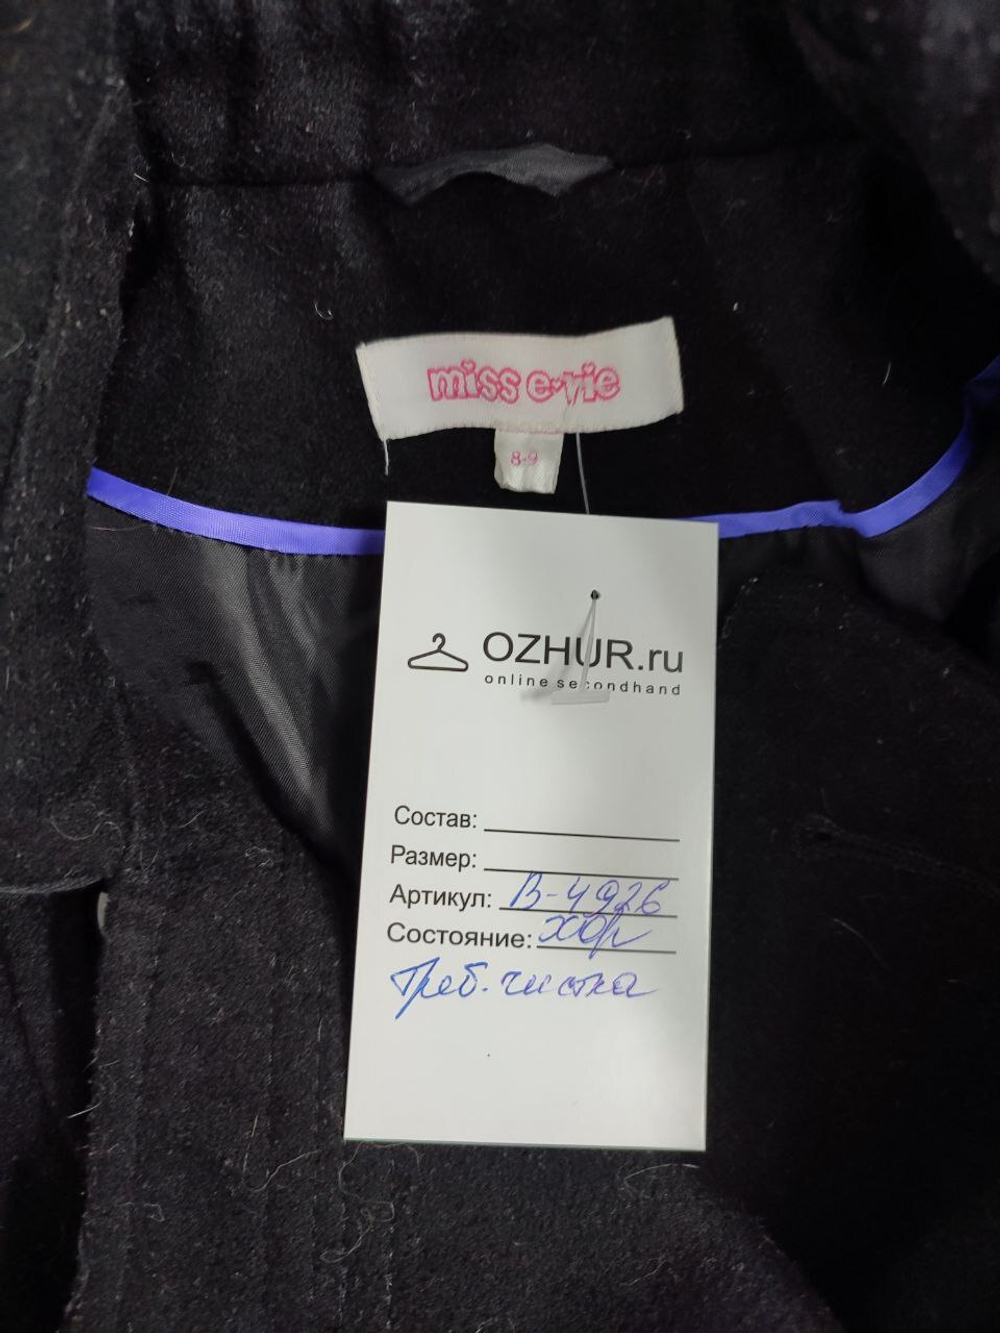 miss e-vie
8-9
OZHUR.ru
online secondhand
Состав:
Размер:
Артикул: В-4926
Состояние: хор
Треб. чистка